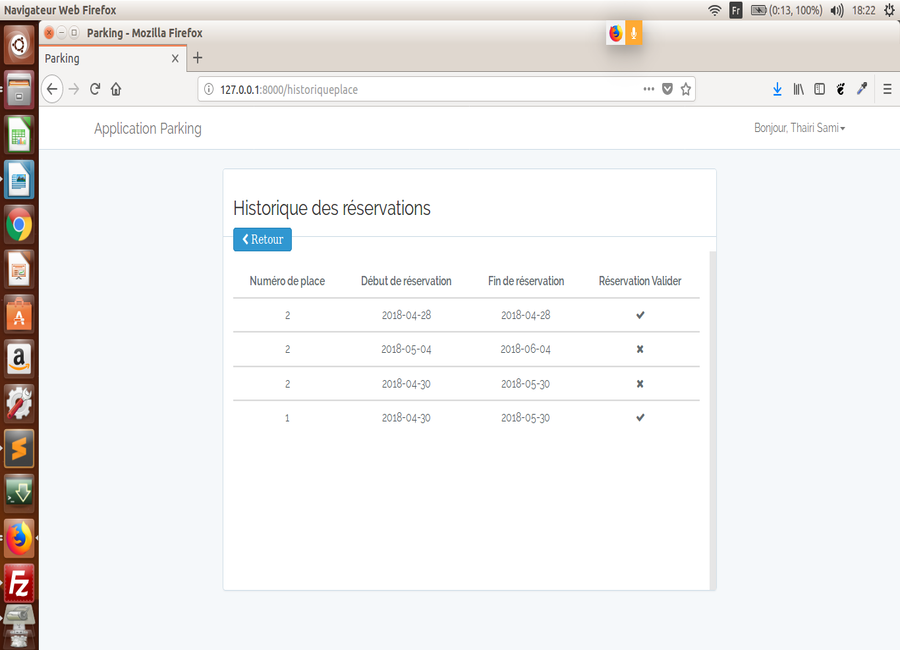 Navigateur Web Firefox
Fr (0:13, 100%) 18:22
Parking - Mozilla Firefox
Parking
127.0.0.1:8000/historiqueplace
Application Parking
Bonjour, Thairi Sami
Historique des réservations
Retour
Numéro de place Début de réservation Fin de réservation Réservation Valider
2 2018-04-28 2018-04-28 ✔
2 2018-05-04 2018-06-04 ✖
2 2018-04-30 2018-05-30 ✖
1 2018-04-30 2018-05-30 ✔